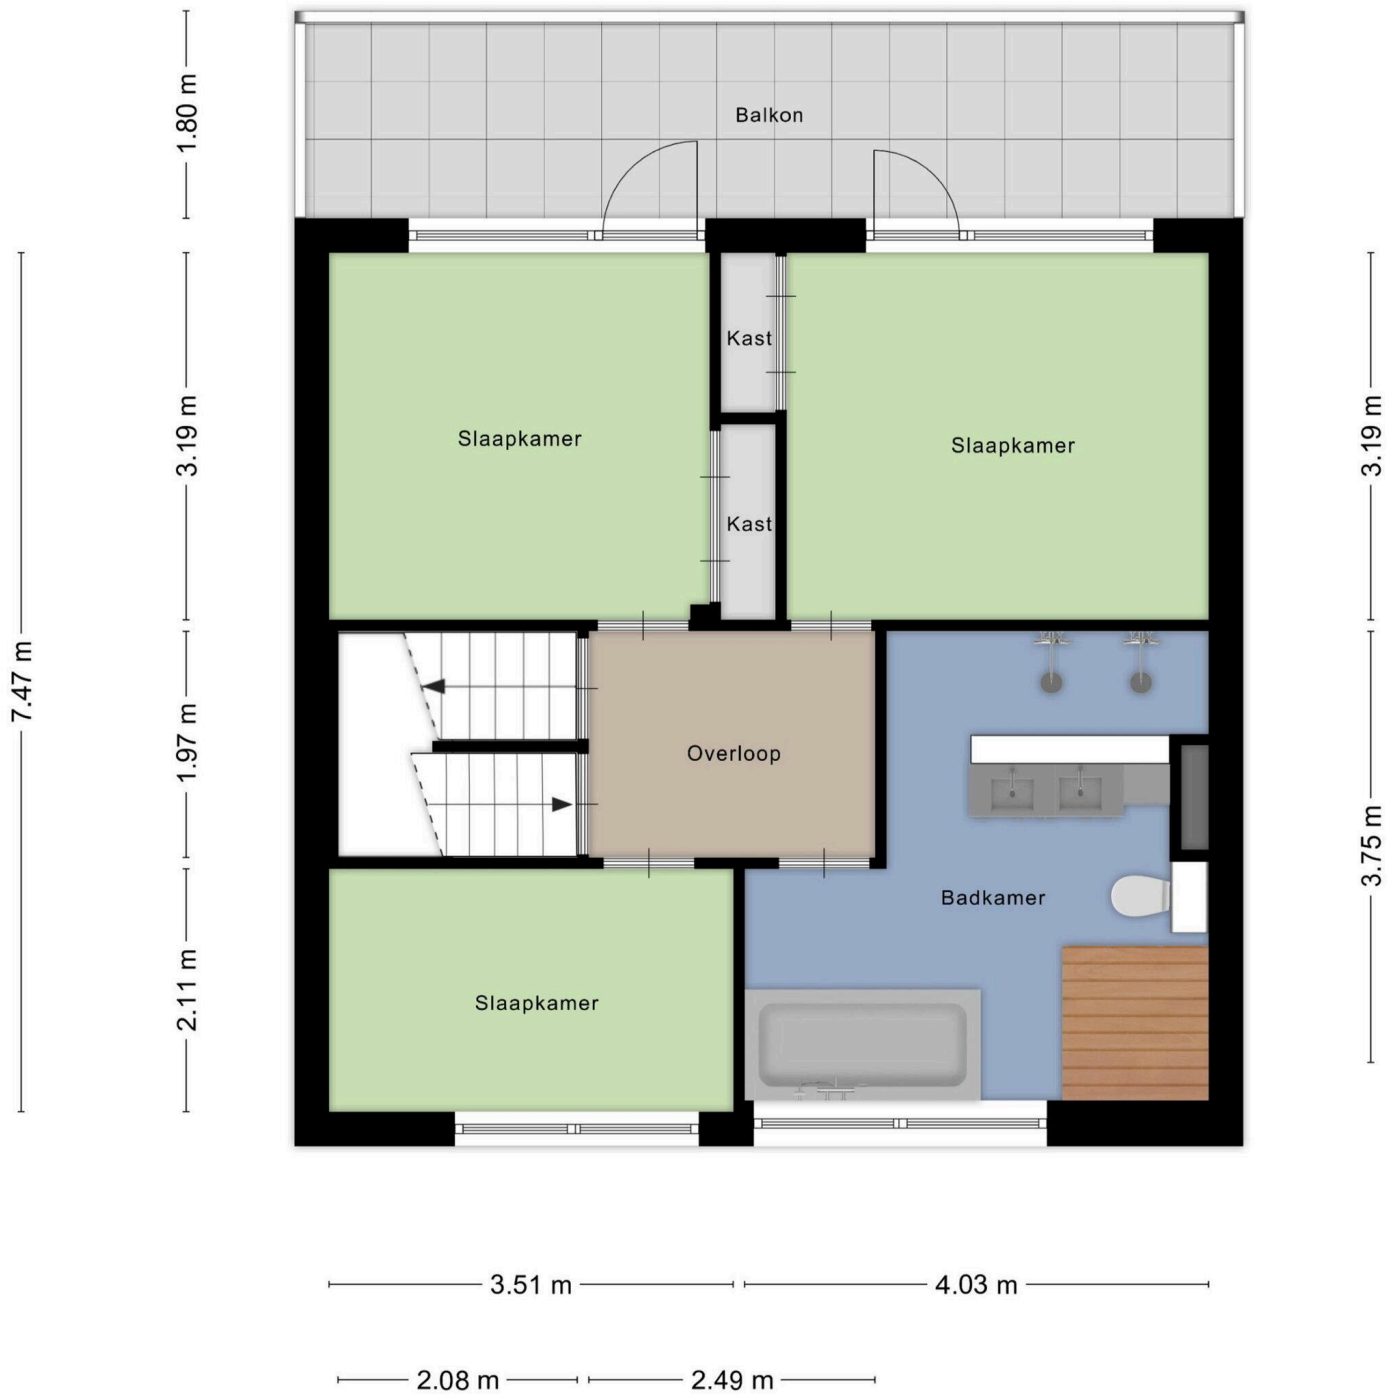 1.80 m
Balkon
Kast
3.19 m
3.19 m
Slaapkamer
Slaapkamer
Kast
7.47 m
1.97 m
Overloop
3.75 m
Badkamer
2.11 m
Slaapkamer
3.51 m
4.03 m
2.08 m
2.49 m